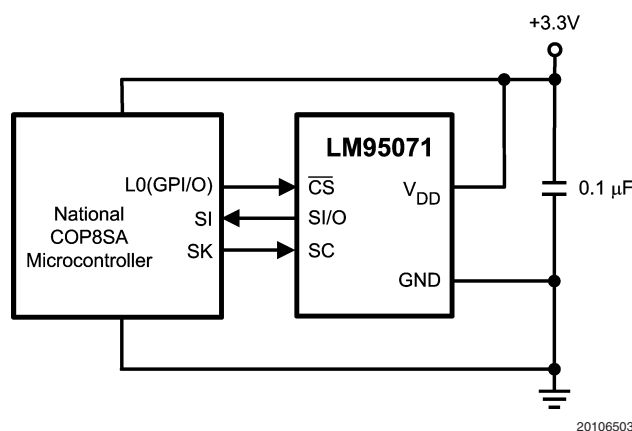 +3.3V
LM95071
L0(GPI/O)
CS
VDD
0.1 μF
National
COP8SA
Microcontroller
SI
SI/O
SK
SC
GND
20106503